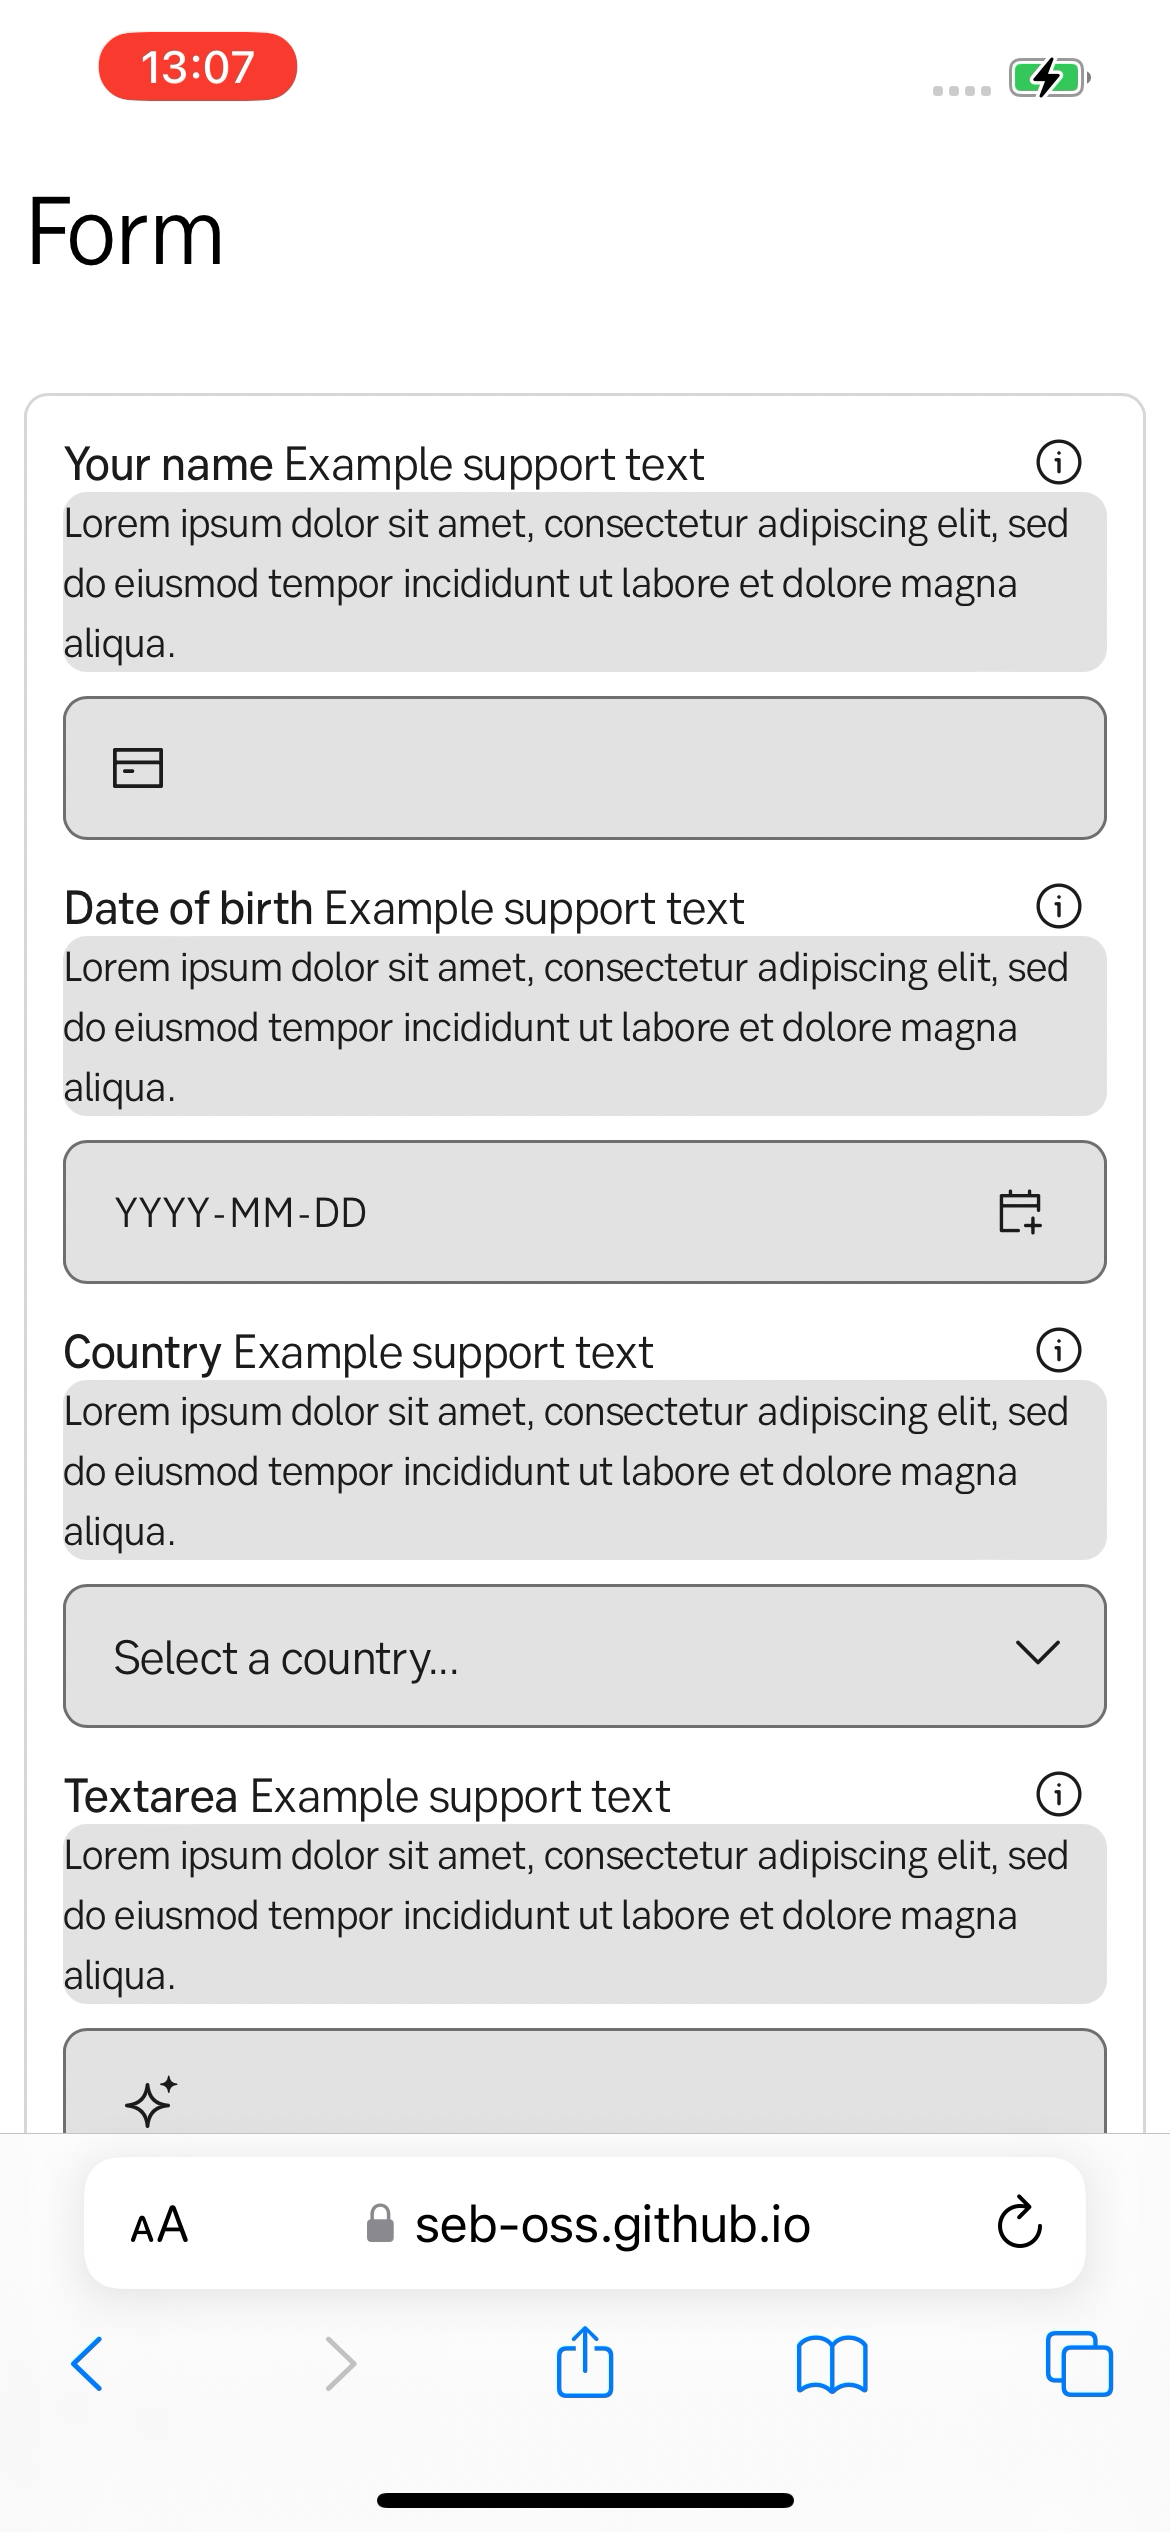 13:07
Form
Your name Example support text
Lorem ipsum dolor sit amet, consectetur adipiscing elit, sed
do eiusmod tempor incididunt ut labore et dolore magna
aliqua.
Date of birth Example support text
Lorem ipsum dolor sit amet, consectetur adipiscing elit, sed
do eiusmod tempor incididunt ut labore et dolore magna
aliqua.
YYYY-MM-DD
Country Example support text
Lorem ipsum dolor sit amet, consectetur adipiscing elit, sed
do eiusmod tempor incididunt ut labore et dolore magna
aliqua.
Select a country...
Textarea Example support text
Lorem ipsum dolor sit amet, consectetur adipiscing elit, sed
do eiusmod tempor incididunt ut labore et dolore magna
aliqua.
AA seb-oss.github.io